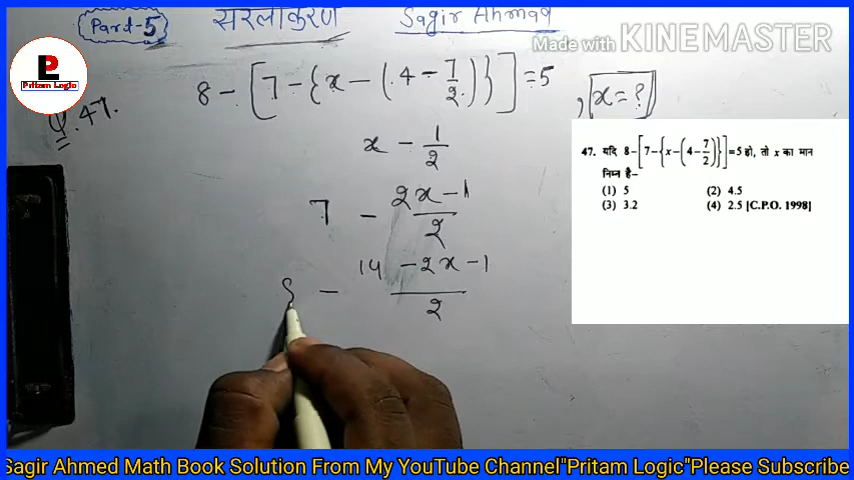 Pard-5 सरलीकरण Sagir Ahmad
Made with KINEMASTER
PL
Pritam Logic
Q.47.
8 - [7 - {x - (4 - 7/2)}] = 5, x = ?
x - 1/2
7 - 2x-1/2
14 - 2x - 1/2
8 -
47. यदि 8-[7-{x-(4-7/2)}]=5 हो, तो x का मान
निम्न है-
(1) 5 (2) 4.5
(3) 3.2 (4) 2.5 [C.P.O. 1998]
Sagir Ahmed Math Book Solution From My YouTube Channel"Pritam Logic"Please Subscribe